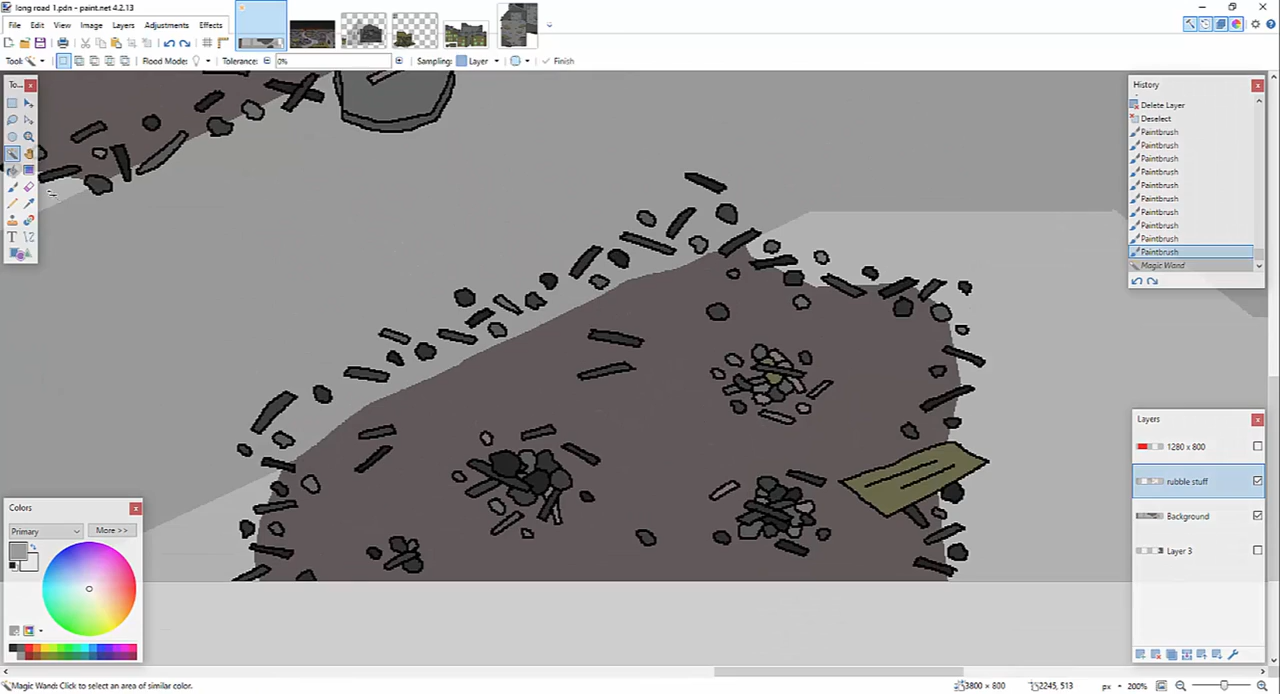 long road 1.pdn - paint.net 4.2.13
File Edit View Image Layers Adjustments Effects
Tool: Flood Mode: Tolerance: 0% Sampling: Layer Finish
To...
History
Delete Layer
Deselect
Paintbrush
Paintbrush
Paintbrush
Paintbrush
Paintbrush
Paintbrush
Paintbrush
Paintbrush
Paintbrush
Paintbrush
Magic Wand
Layers
1280 x 800
rubble stuff
Background
Layer 3
Colors
Primary More >>
Magic Wand: Click to select an area of similar color. 3800 × 800 2245, 513 px 200%